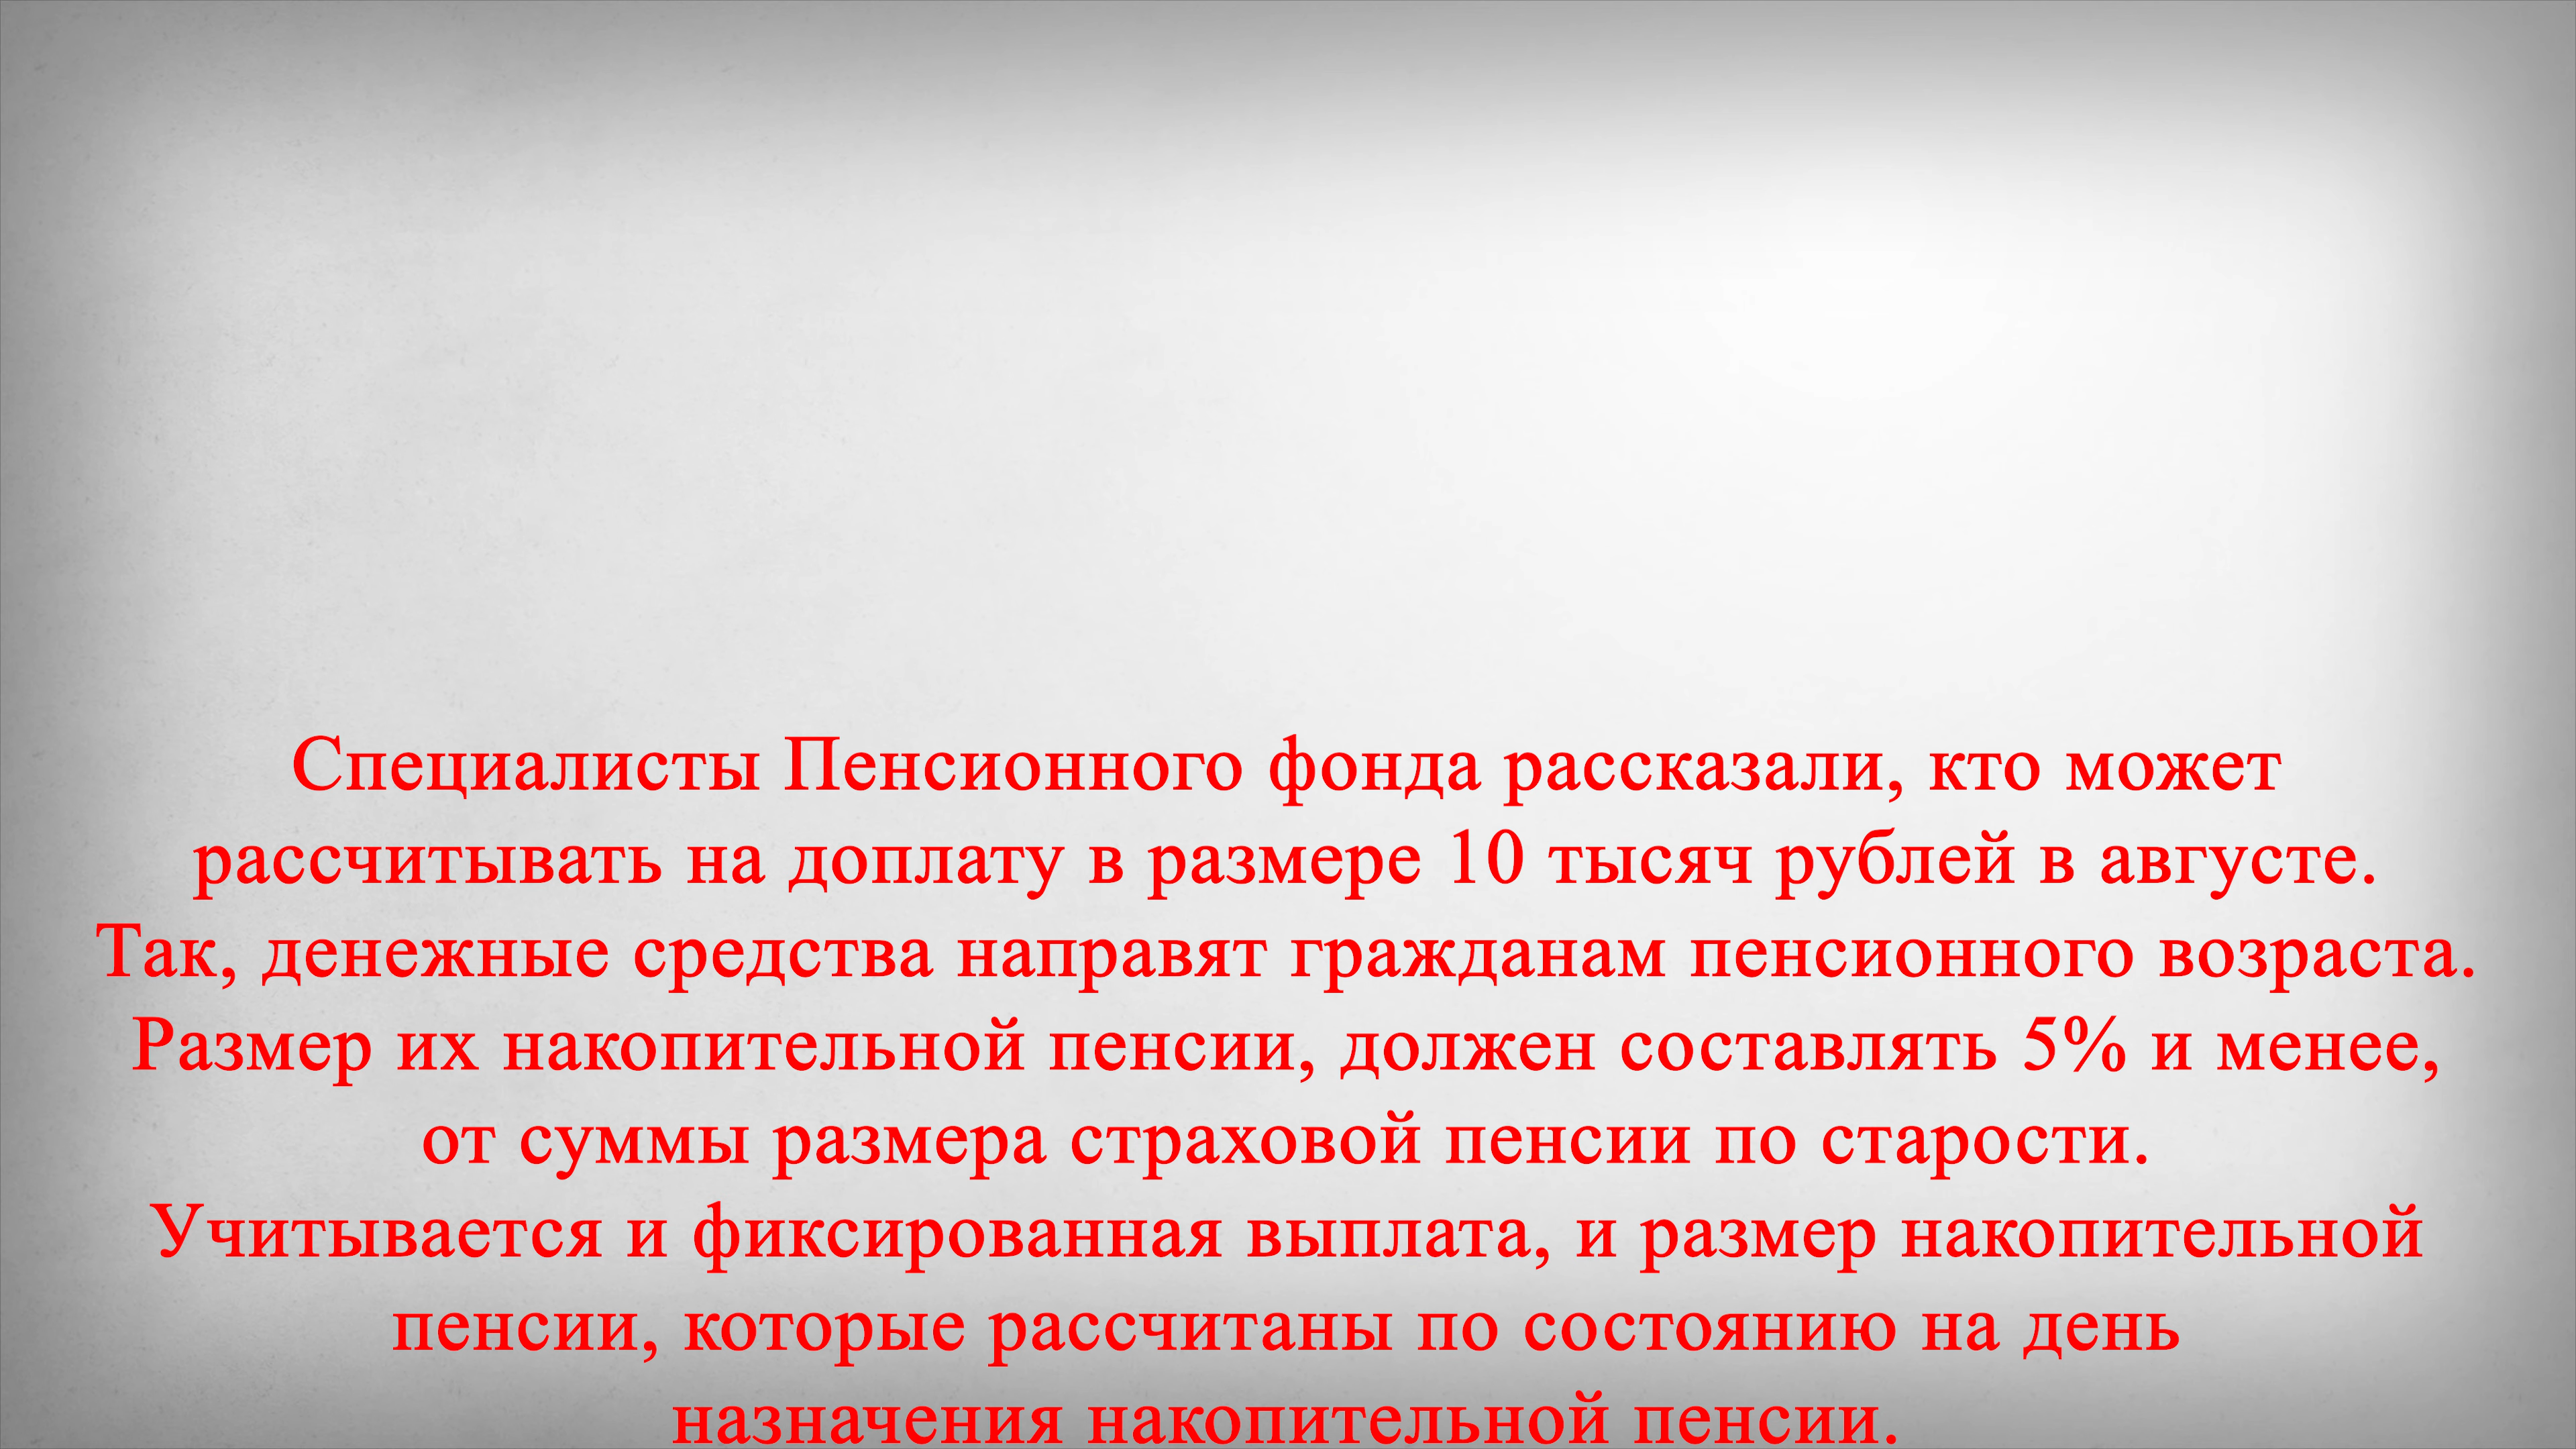 Специалисты Пенсионного фонда рассказали, кто может
рассчитывать на доплату в размере 10 тысяч рублей в августе.
Так, денежные средства направят гражданам пенсионного возраста.
Размер их накопительной пенсии, должен составлять 5% и менее,
от суммы размера страховой пенсии по старости.
Учитывается и фиксированная выплата, и размер накопительной
пенсии, которые рассчитаны по состоянию на день
назначения накопительной пенсии.